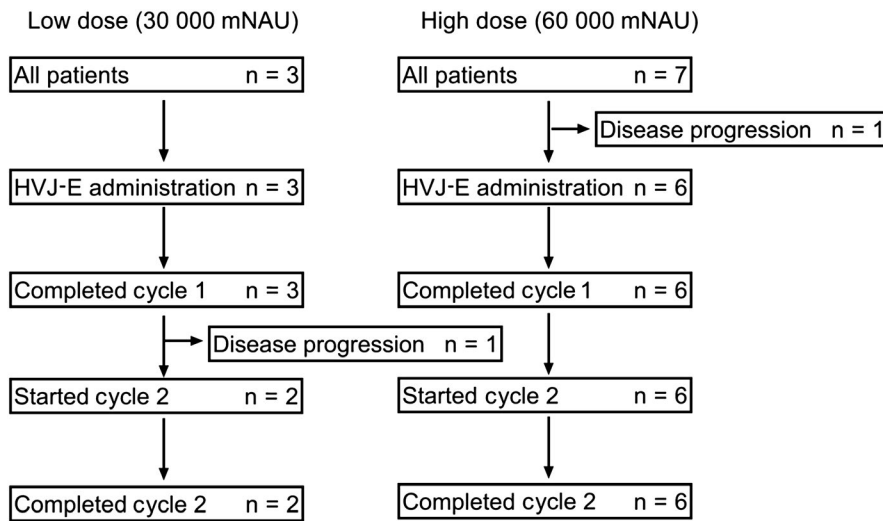 Low dose (30 000 mNAU)
All patients n = 3
HVJ-E administration n = 3
Completed cycle 1 n = 3
Disease progression n = 1
Started cycle 2 n = 2
Completed cycle 2 n = 2
High dose (60 000 mNAU)
All patients n = 7
Disease progression n = 1
HVJ-E administration n = 6
Completed cycle 1 n = 6
Started cycle 2 n = 6
Completed cycle 2 n = 6